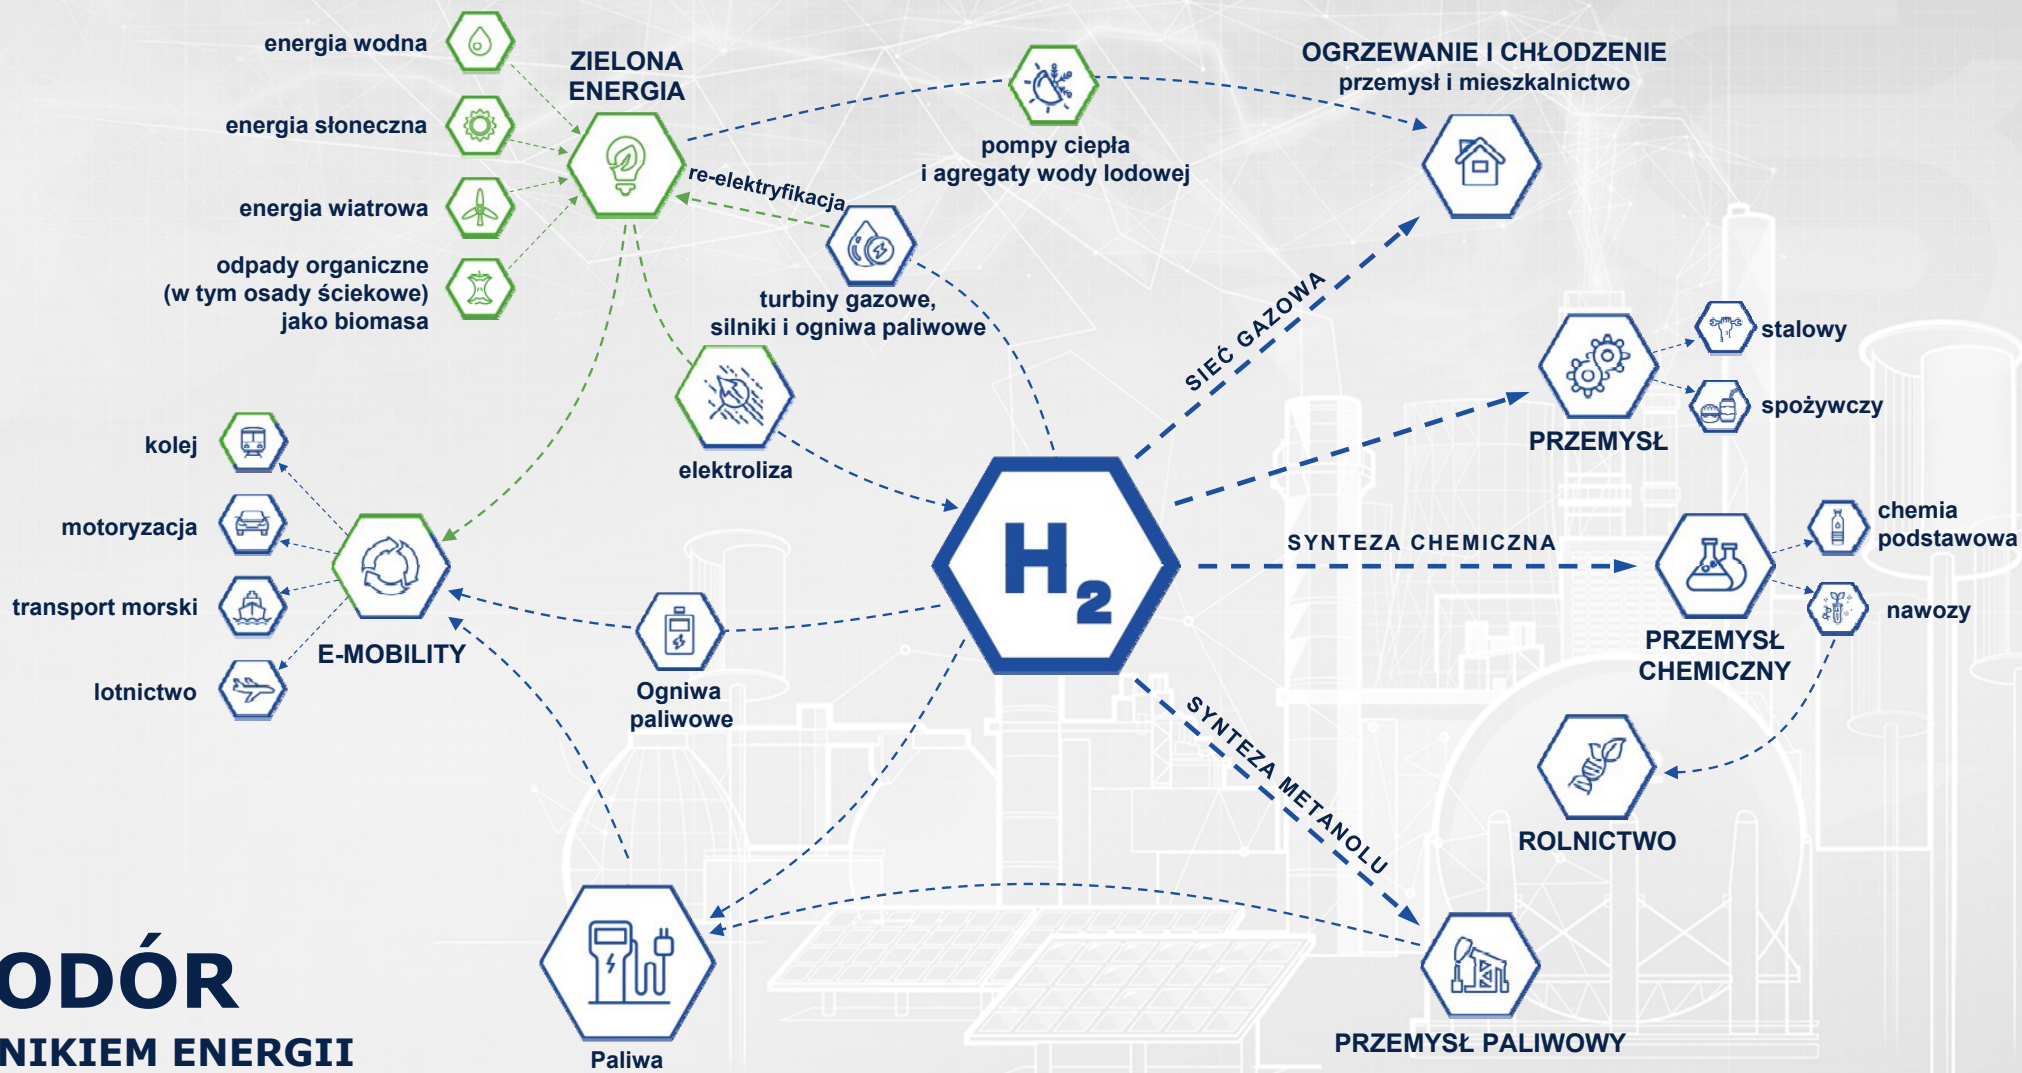 energia wodna
energia słoneczna
energia wiatrowa
odpady organiczne
(w tym osady ściekowe)
jako biomasa
ZIELONA
ENERGIA
re-elektryfikacja
pompy ciepła
i agregaty wody lodowej
OGRZEWANIE I CHŁODZENIE
przemysł i mieszkalnictwo
turbiny gazowe,
silniki i ogniwa paliwowe
elektroliza
SIEĆ GAZOWA
stalowy
spożywczy
PRZEMYSŁ
kolej
motoryzacja
transport morski
lotnictwo
E-MOBILITY
Ogniwa
paliwowe
H2
SYNTEZA CHEMICZNA
chemia
podstawowa
nawozy
PRZEMYSŁ
CHEMICZNY
SYNTEZA METANOLU
ROLNICTWO
PRZEMYSŁ PALIWOWY
Paliwa
ODÓR
NIKIEM ENERGII